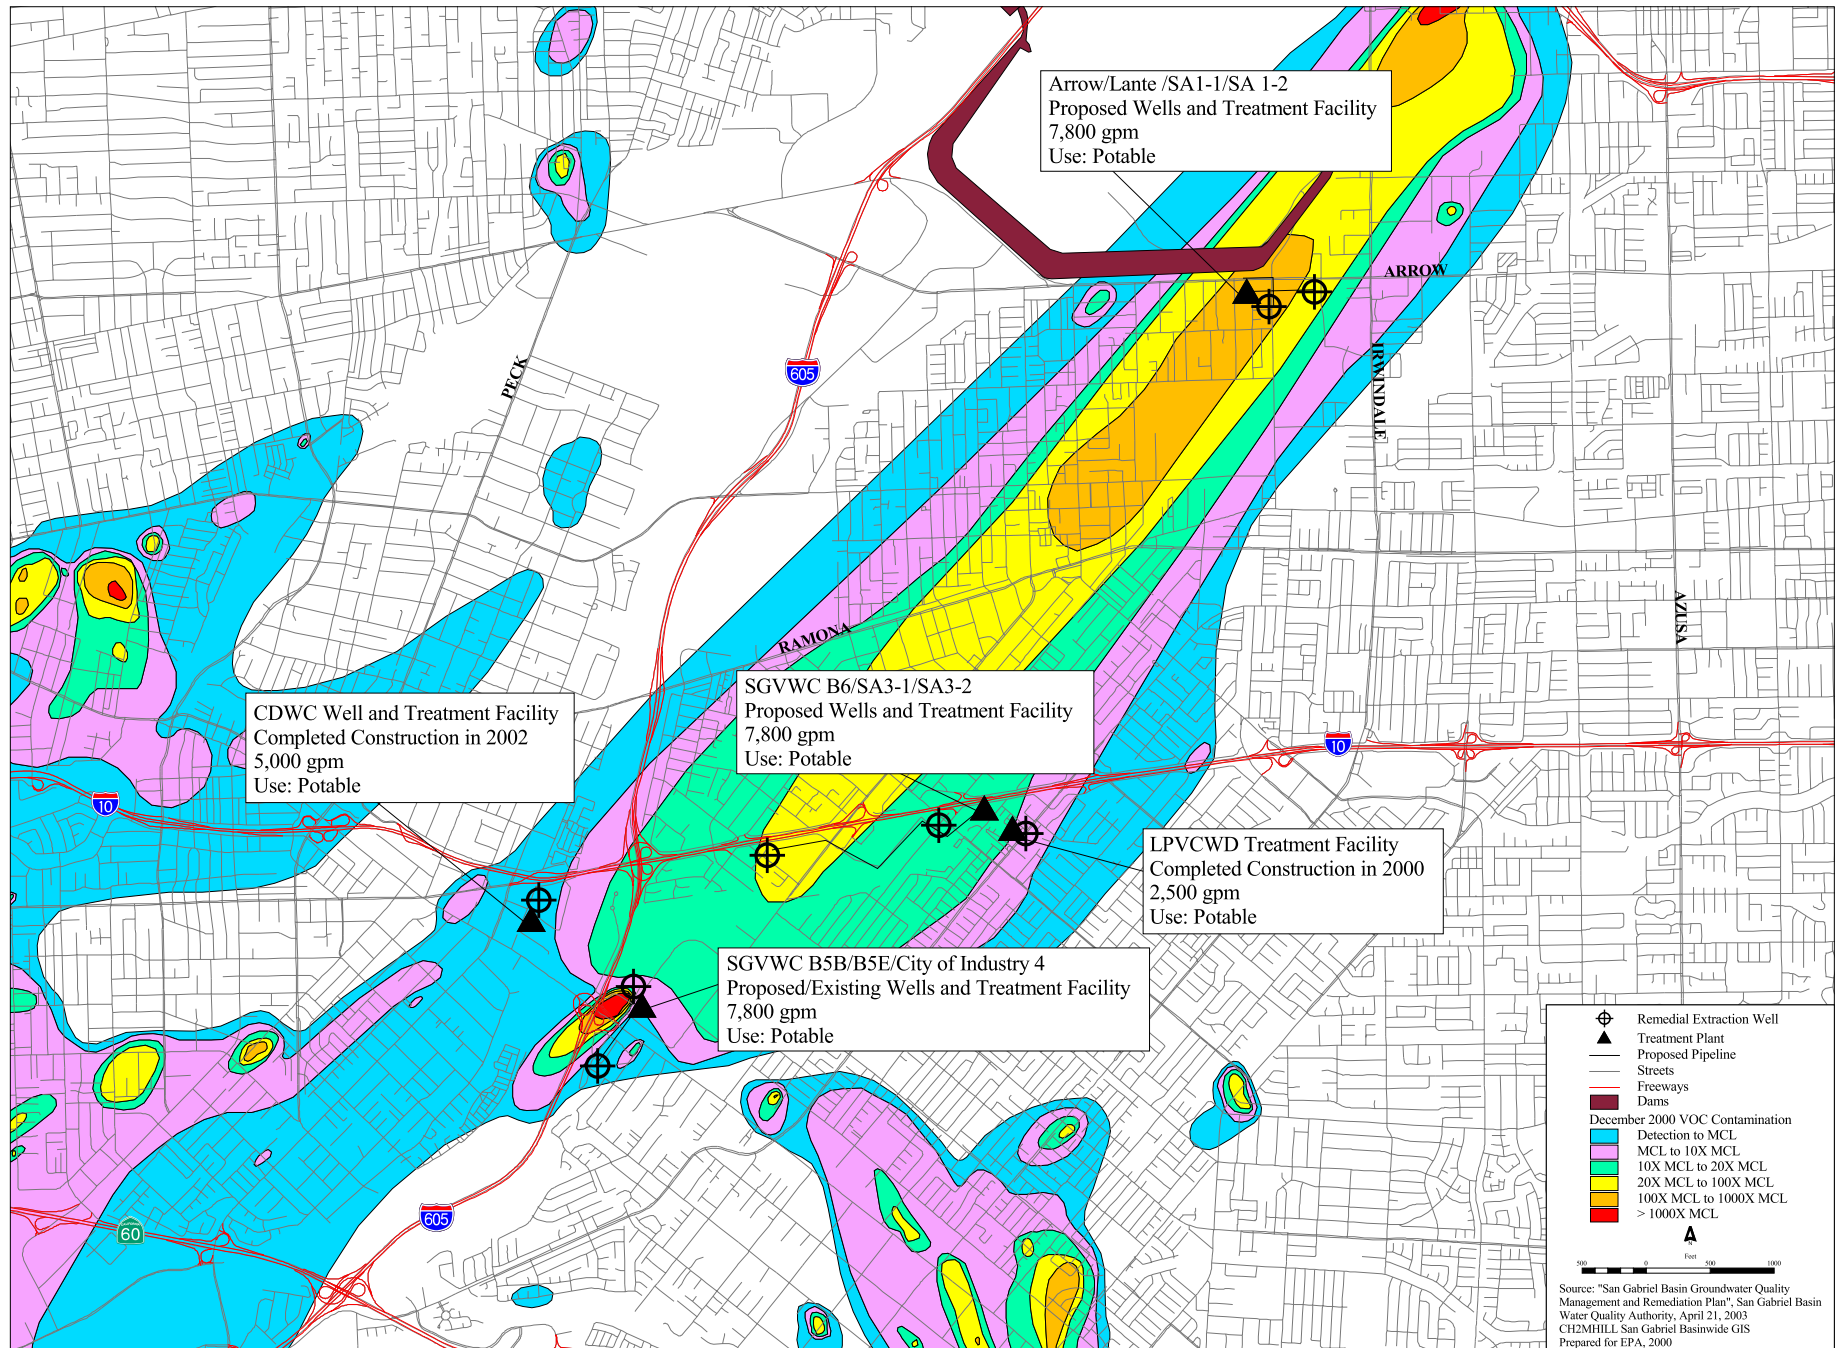 Arrow/Lante /SA1-1/SA 1-2
Proposed Wells and Treatment Facility
7,800 gpm
Use: Potable
ARROW
IRWINDALE
PECK
605
AZUSA
RAMONA
SGVWC B6/SA3-1/SA3-2
Proposed Wells and Treatment Facility
7,800 gpm
Use: Potable
CDWC Well and Treatment Facility
Completed Construction in 2002
5,000 gpm
Use: Potable
10
10
LPVCWD Treatment Facility
Completed Construction in 2000
2,500 gpm
Use: Potable
SGVWC B5B/B5E/City of Industry 4
Proposed/Existing Wells and Treatment Facility
7,800 gpm
Use: Potable
60
605
Remedial Extraction Well
Treatment Plant
Proposed Pipeline
Streets
Freeways
Dams
December 2000 VOC Contamination
Detection to MCL
MCL to 10X MCL
10X MCL to 20X MCL
20X MCL to 100X MCL
100X MCL to 1000X MCL
> 1000X MCL
N
Feet
500 0 500 1000
Source: "San Gabriel Basin Groundwater Quality
Management and Remediation Plan", San Gabriel Basin
Water Quality Authority, April 21, 2003
CH2MHILL San Gabriel Basinwide GIS
Prepared for EPA, 2000